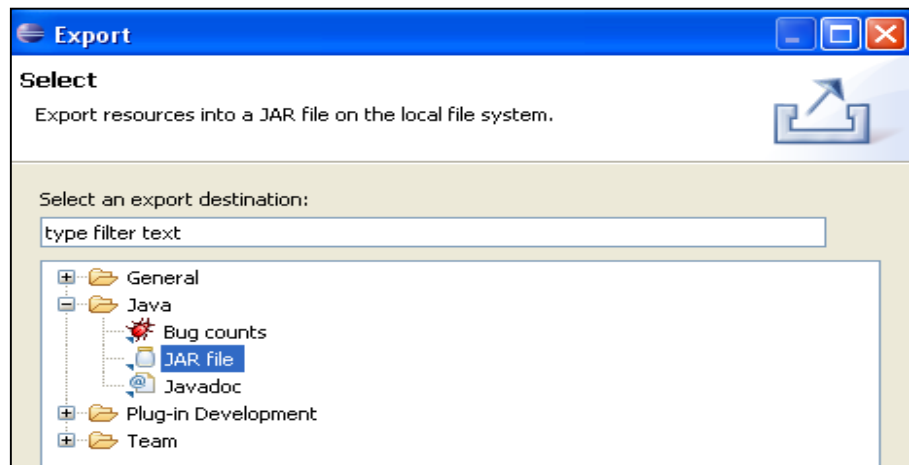 Export
Select
Export resources into a JAR file on the local file system.
Select an export destination:
type filter text
General
Java
Bug counts
JAR file
Javadoc
Plug-in Development
Team